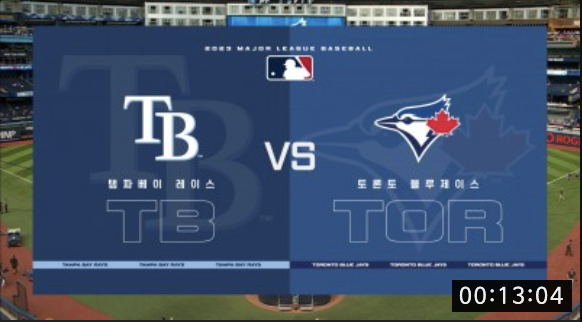 2023 MAJOR LEAGUE BASEBALL
TB
VS
탬파베이 레이스
토론토 블루제이스
TB
TOR
TAMPA BAY RAYS TAMPA BAY RAYS TAMPA BAY RAYS
TORONTO BLUE JAYS TORONTO BLUE JAYS TORONTO BLUE JAYS
00:13:04